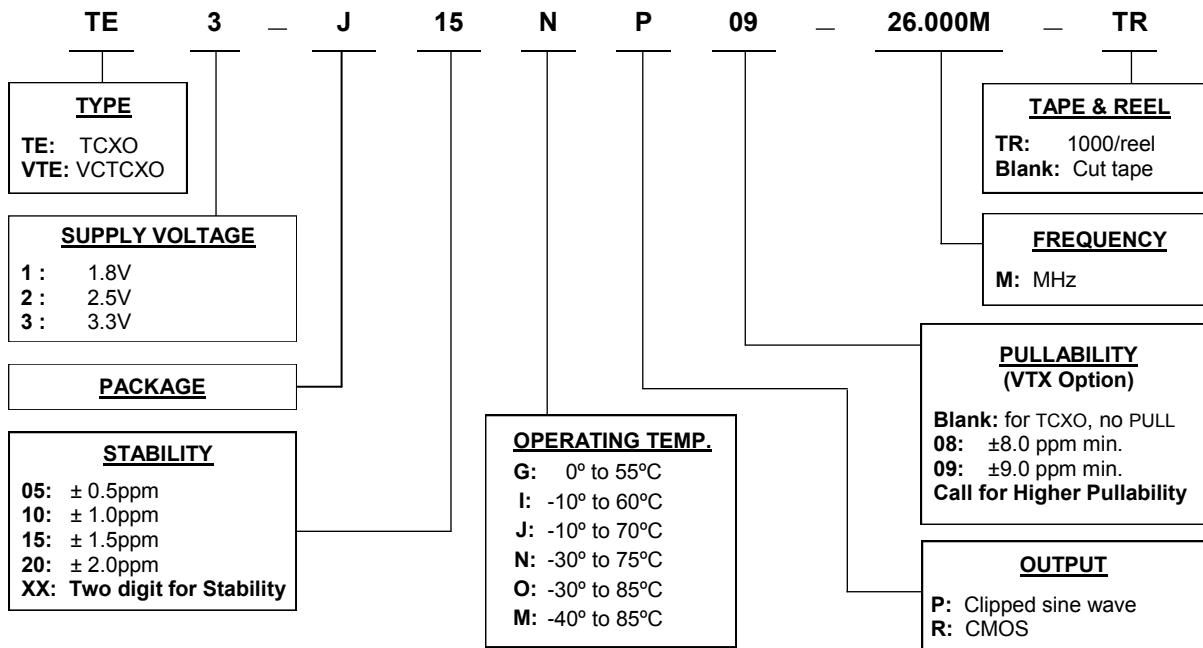 TE 3 – J 15 N P 09 – 26.000M – TR
TYPE
TE: TCXO
VTE: VCTCXO
SUPPLY VOLTAGE
1 : 1.8V
2 : 2.5V
3 : 3.3V
PACKAGE
STABILITY
05: ± 0.5ppm
10: ± 1.0ppm
15: ± 1.5ppm
20: ± 2.0ppm
XX: Two digit for Stability
OPERATING TEMP.
G: 0º to 55ºC
I: -10º to 60ºC
J: -10º to 70ºC
N: -30º to 75ºC
O: -30º to 85ºC
M: -40º to 85ºC
TAPE & REEL
TR: 1000/reel
Blank: Cut tape
FREQUENCY
M: MHz
PULLABILITY
(VTX Option)
Blank: for TCXO, no PULL
08: ±8.0 ppm min.
09: ±9.0 ppm min.
Call for Higher Pullability
OUTPUT
P: Clipped sine wave
R: CMOS